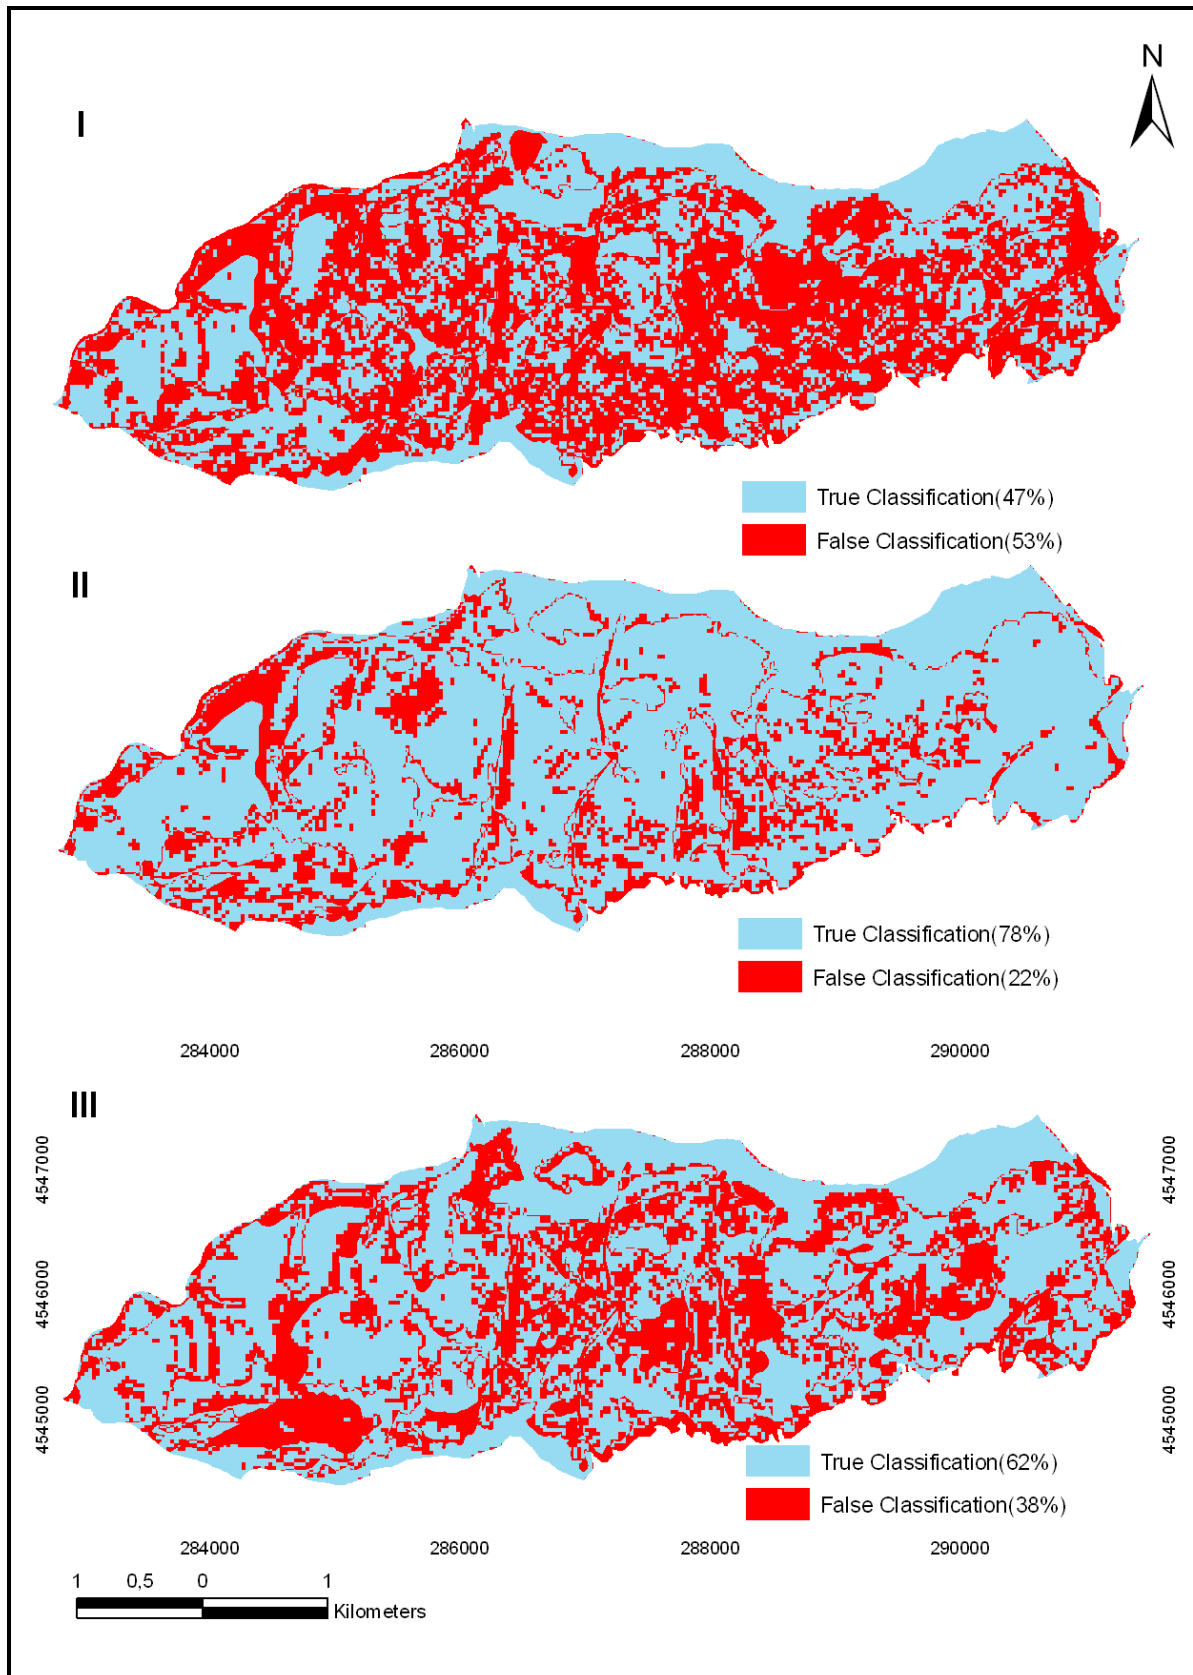 N
I
True Classification(47%)
False Classification(53%)
II
True Classification(78%)
False Classification(22%)
284000 286000 288000 290000
III
4547000 4547000
4546000 4546000
4545000 4545000
True Classification(62%)
False Classification(38%)
284000 286000 288000 290000
1 0,5 0 1
Kilometers